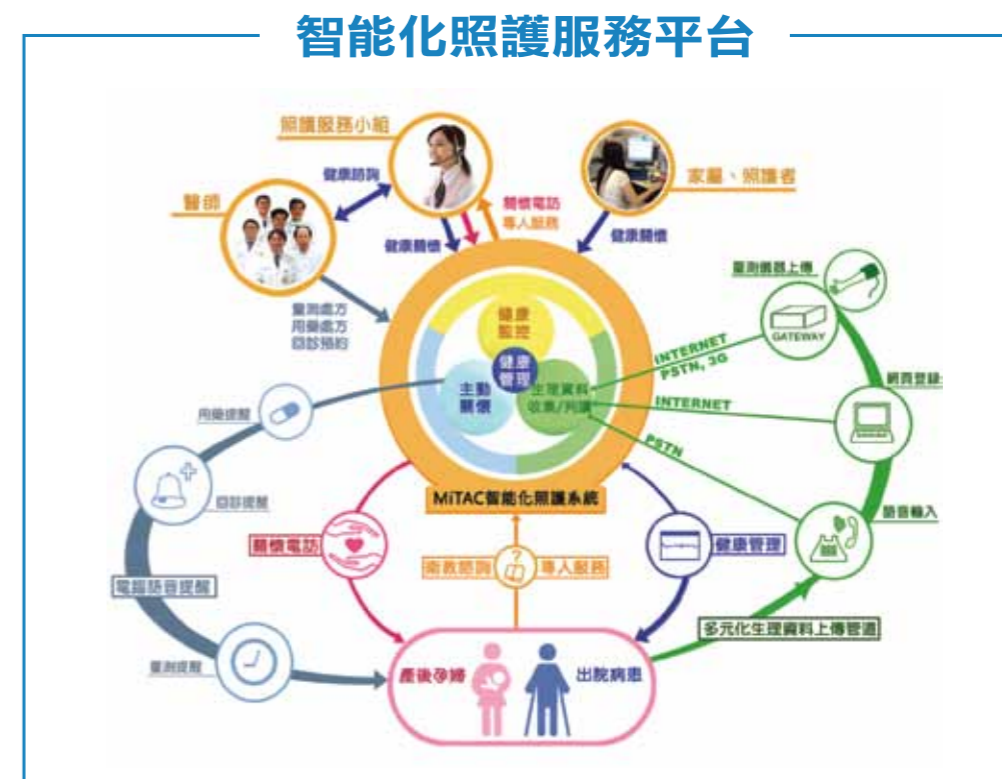 智能化照護服務平台
照護服務小組
健康諮詢
醫師
家屬、照護者
關懷電訪
專人服務
健康關懷
健康關懷
量測處方
用藥處方
回診預約
量測儀器上傳
GATEWAY
健康
監控
健康
管理
主動
關懷
生理資料
收集/判讀
INTERNET
PSTN, 3G
INTERNET
PSTN
網頁登錄
語音輸入
用藥提醒
回診提醒
電腦語音提醒
量測提醒
MiTAC智能化照護系統
關懷電訪
衛教諮詢
?
專人服務
健康管理
多元化生理資料上傳管道
產後孕婦
出院病患